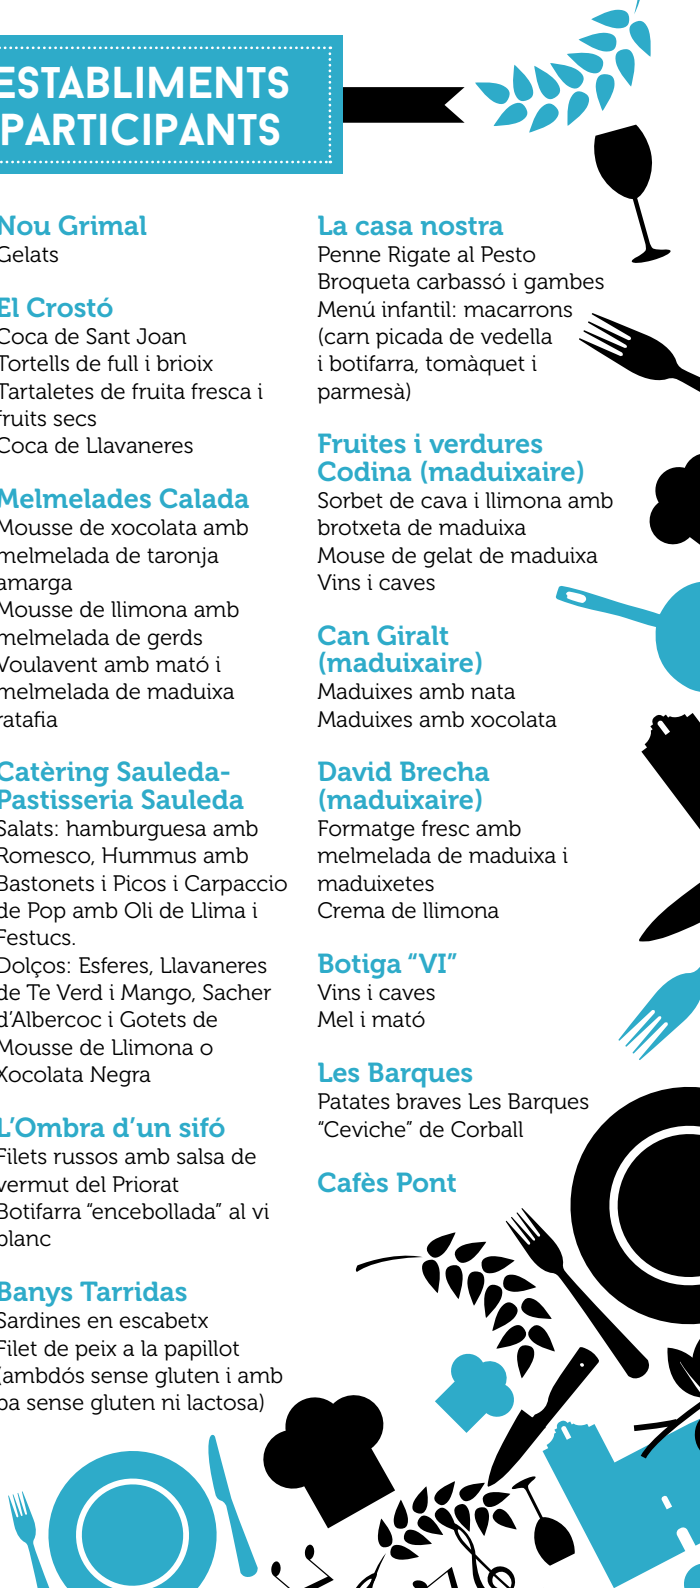 ESTABLIMENTS
PARTICIPANTS
Nou Grimal
Gelats
El Crostó
Coca de Sant Joan
Tortells de full i brioix
Tartaletes de fruita fresca i
fruits secs
Coca de Llavaneres
Melmelades Calada
Mousse de xocolata amb
melmelada de taronja
amarga
Mousse de llimona amb
melmelada de gerds
Voulavent amb mató i
melmelada de maduixa
ratafia
Catèring Sauleda-
Pastisseria Sauleda
Salats: hamburguesa amb
Romesco, Hummus amb
Bastonets i Picos i Carpaccio
de Pop amb Oli de Llima i
Festucs.
Dolços: Esferes, Llavaneres
de Te Verd i Mango, Sacher
d’Albercoc i Gotets de
Mousse de Llimona o
Xocolata Negra
L’Ombra d’un sifó
Filets russos amb salsa de
vermut del Priorat
Botifarra “encebollada” al vi
blanc
Banys Tarridas
Sardines en escabetx
Filet de peix a la papillot
(ambdós sense gluten i amb
pa sense gluten ni lactosa)
La casa nostra
Penne Rigate al Pesto
Broqueta carbassó i gambes
Menú infantil: macarrons
(carn picada de vedella
i botifarra, tomàquet i
parmesà)
Fruites i verdures
Codina (maduixaire)
Sorbet de cava i llimona amb
brotxeta de maduixa
Mouse de gelat de maduixa
Vins i caves
Can Giralt
(maduixaire)
Maduixes amb nata
Maduixes amb xocolata
David Brecha
(maduixaire)
Formatge fresc amb
melmelada de maduixa i
maduixetes
Crema de llimona
Botiga “VI”
Vins i caves
Mel i mató
Les Barques
Patates braves Les Barques
“Ceviche” de Corball
Cafès Pont